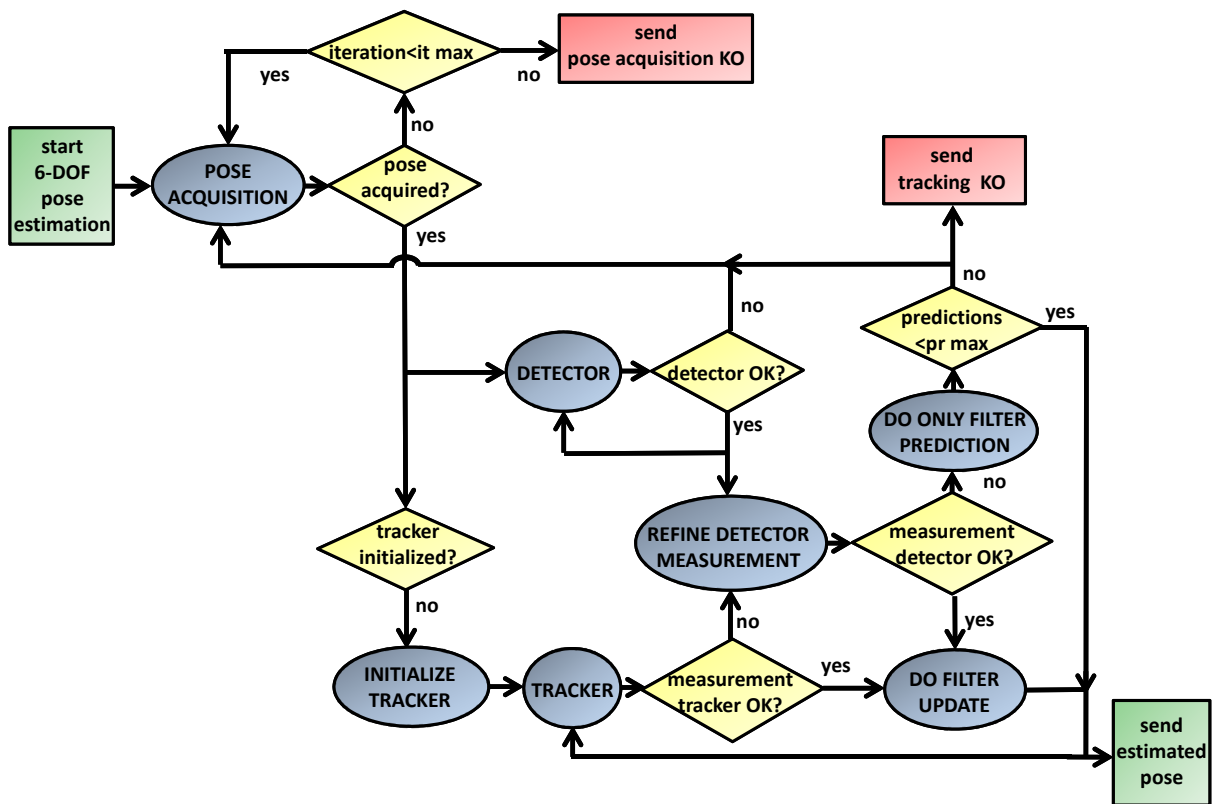 iteration<it max
yes
no
send
pose acquisition KO
no
start
6-DOF
pose
estimation
POSE
ACQUISITION
pose
acquired?
yes
send
tracking KO
no
no
yes
predictions
<pr max
DETECTOR
detector OK?
yes
DO ONLY FILTER
PREDICTION
no
tracker
initialized?
REFINE DETECTOR
MEASUREMENT
measurement
detector OK?
no
no
yes
INITIALIZE
TRACKER
TRACKER
measurement
tracker OK?
yes
DO FILTER
UPDATE
send
estimated
pose